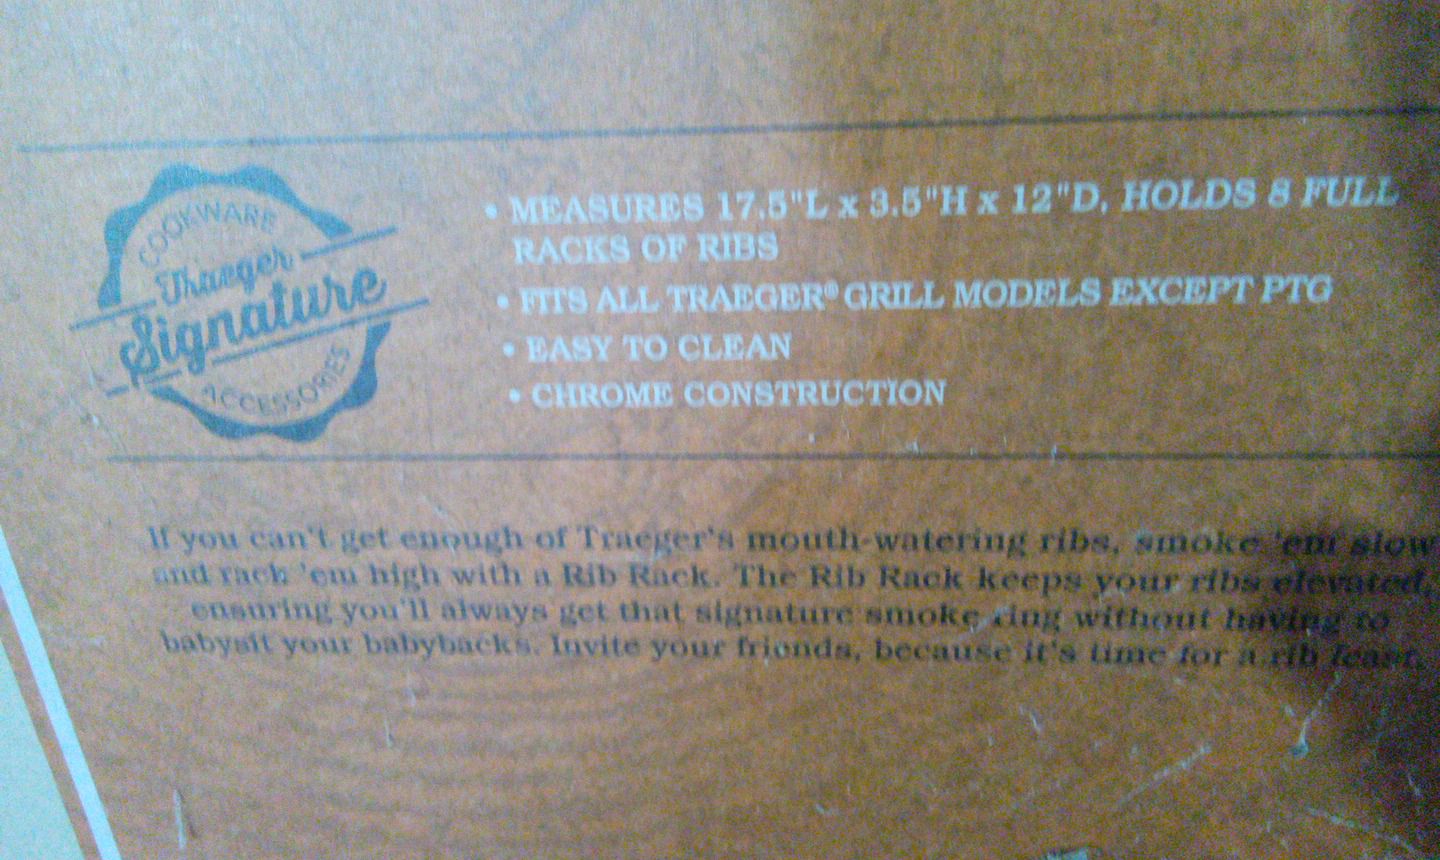 COOKWARE
Traeger
Signature
ACCESSORIES
• MEASURES 17.5"L x 3.5"H x 12"D, HOLDS 8 FULL
RACKS OF RIBS
• FITS ALL TRAEGER® GRILL MODELS EXCEPT PTG
• EASY TO CLEAN
• CHROME CONSTRUCTION
If you can't get enough of Traeger's mouth-watering ribs, smoke 'em slow
and rack 'em high with a Rib Rack. The Rib Rack keeps your ribs elevated,
ensuring you'll always get that signature smoke ring without having to
babysit your babybacks. Invite your friends, because it's time for a rib feast.